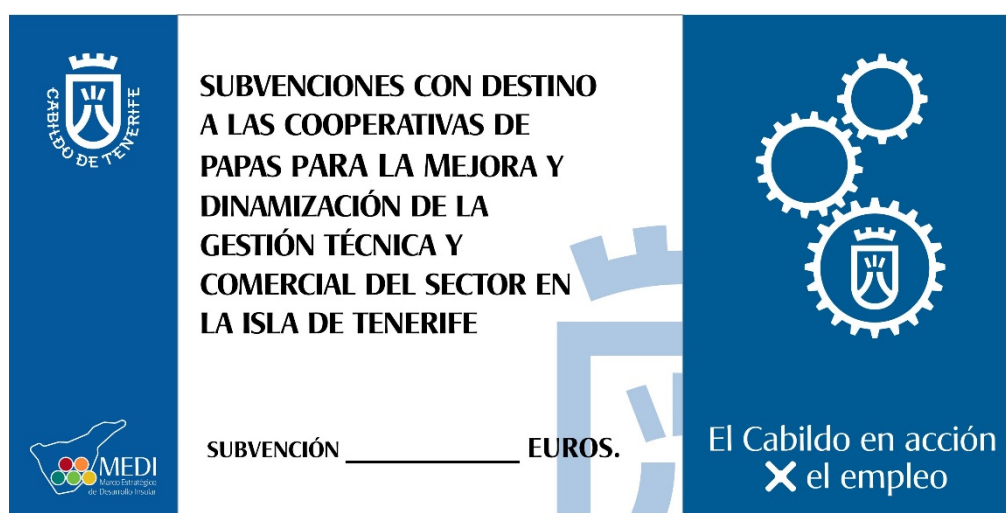 CABILDO DE TENERIFE
SUBVENCIONES CON DESTINO
A LAS COOPERATIVAS DE
PAPAS PARA LA MEJORA Y
DINAMIZACIÓN DE LA
GESTIÓN TÉCNICA Y
COMERCIAL DEL SECTOR EN
LA ISLA DE TENERIFE
SUBVENCIÓN ______________ EUROS.
MEDI
Marco Estratégico
de Desarrollo Insular
El Cabildo en acción
X el empleo